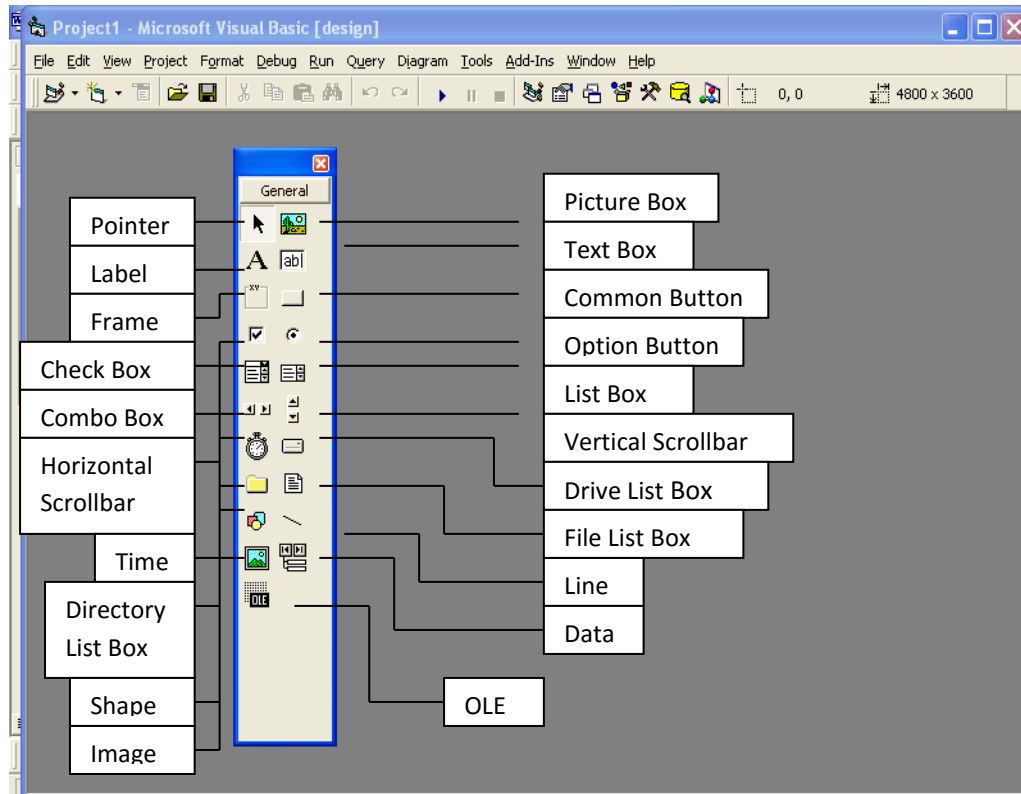 Project1 - Microsoft Visual Basic [design]
File Edit View Project Format Debug Run Query Diagram Tools Add-Ins Window Help
0, 0
4800 x 3600
General
Pointer
Label
Frame
Check Box
Combo Box
Horizontal
Scrollbar
Time
Directory
List Box
Shape
Image
A
ab
XY
OLE
Picture Box
Text Box
Common Button
Option Button
List Box
Vertical Scrollbar
Drive List Box
File List Box
Line
Data
OLE